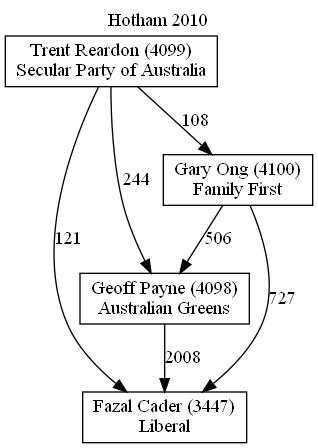 Hotham 2010
Trent Reardon (4099)
Secular Party of Australia
108
Gary Ong (4100)
Family First
244
121
506
727
Geoff Payne (4098)
Australian Greens
2008
Fazal Cader (3447)
Liberal